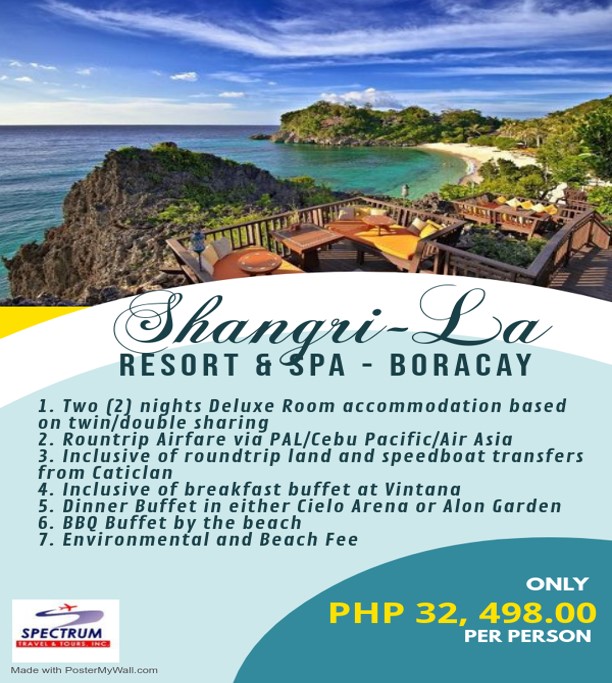 Shangri-La
RESORT & SPA - BORACAY
1. Two (2) nights Deluxe Room accommodation based
on twin/double sharing
2. Rountrip Airfare via PAL/Cebu Pacific/Air Asia
3. Inclusive of roundtrip land and speedboat transfers
from Caticlan
4. Inclusive of breakfast buffet at Vintana
5. Dinner Buffet in either Cielo Arena or Alon Garden
6. BBQ Buffet by the beach
7. Environmental and Beach Fee
ONLY
PHP 32, 498.00
PER PERSON
SPECTRUM
TRAVEL & TOURS, INC
Made with PosterMyWall.com